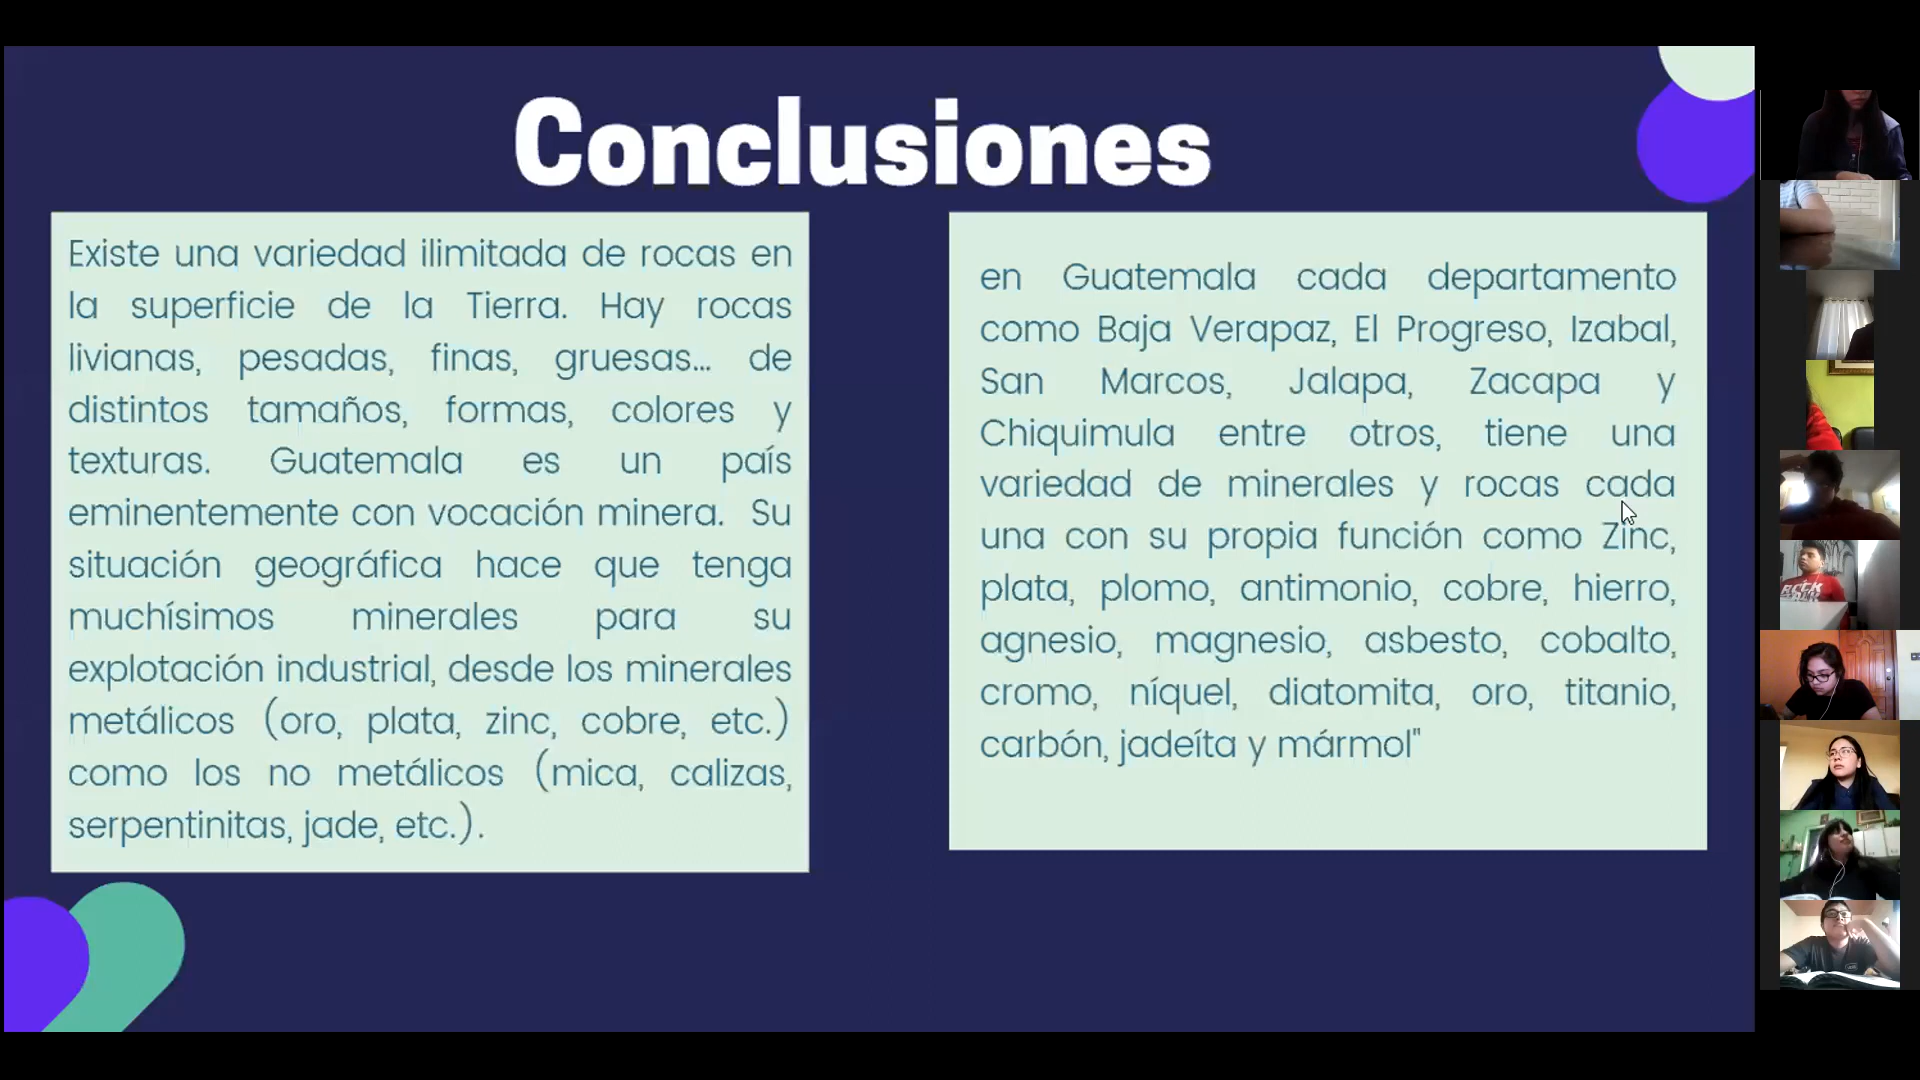 Conclusiones
Existe una variedad ilimitada de rocas en
la superficie de la Tierra. Hay rocas
livianas, pesadas, finas, gruesas... de
distintos tamaños, formas, colores y
texturas. Guatemala es un país
eminentemente con vocación minera. Su
situación geográfica hace que tenga
muchísimos minerales para su
explotación industrial, desde los minerales
metálicos (oro, plata, zinc, cobre, etc.)
como los no metálicos (mica, calizas,
serpentinitas, jade, etc.).
en Guatemala cada departamento
como Baja Verapaz, El Progreso, Izabal,
San Marcos, Jalapa, Zacapa y
Chiquimula entre otros, tiene una
variedad de minerales y rocas cada
una con su propia función como Zinc,
plata, plomo, antimonio, cobre, hierro,
agnesio, magnesio, asbesto, cobalto,
cromo, níquel, diatomita, oro, titanio,
carbón, jadeíta y mármol"